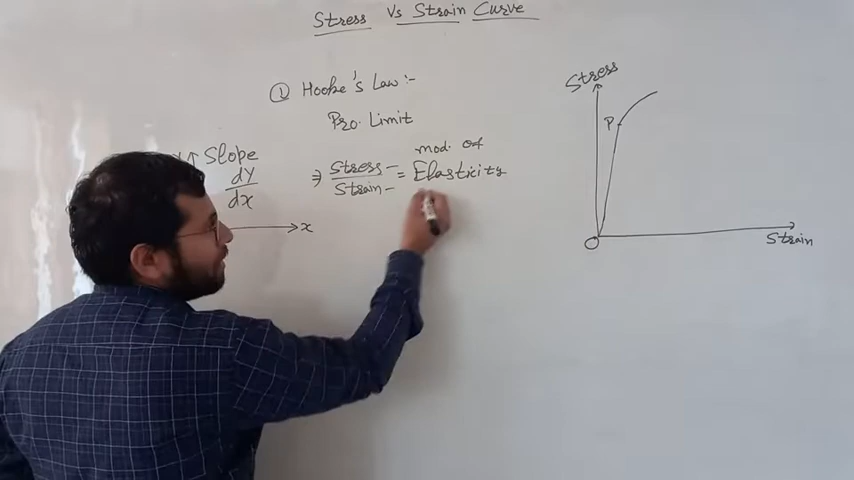 Stress Vs Strain Curve
① Hooke's Law :-
Pro. Limit
Slope
dy
dx
x
⇒ Stress
Strain
= mod. of
Elasticity
Stress
P
O
Strain